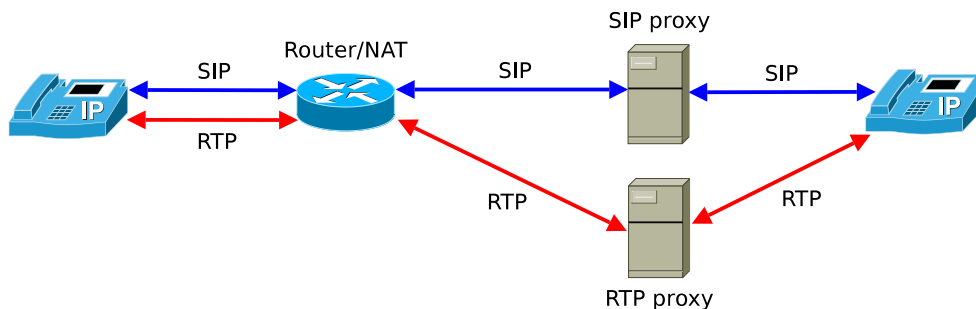 SIP proxy
Router/NAT
SIP
SIP
SIP
IP
IP
RTP
RTP
RTP
RTP proxy